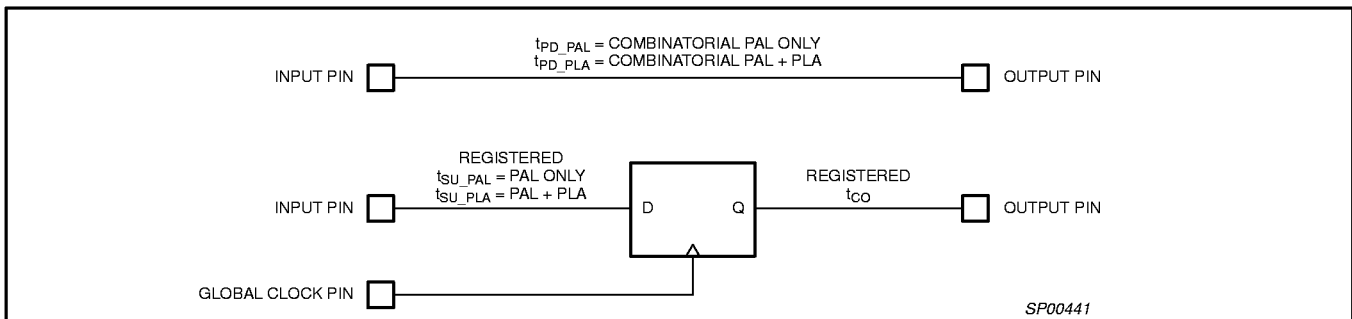 tPD_PAL = COMBINATORIAL PAL ONLY
tPD_PLA = COMBINATORIAL PAL + PLA
INPUT PIN
OUTPUT PIN
REGISTERED
tSU_PAL = PAL ONLY
tSU_PLA = PAL + PLA
REGISTERED
tCO
INPUT PIN
D
Q
OUTPUT PIN
GLOBAL CLOCK PIN
SP00441